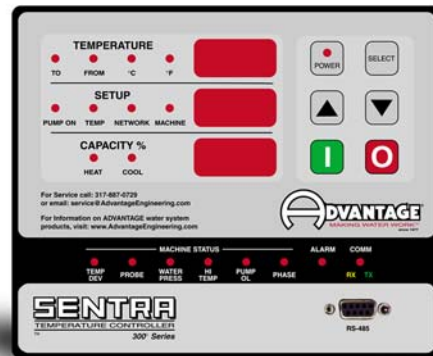 TEMPERATURE
TO FROM °C °F
SETUP
PUMP ON TEMP NETWORK MACHINE
CAPACITY %
HEAT COOL
POWER
SELECT
I O
For Service call: 317-887-0729
or email: service@AdvantageEngineering.com
For Information on ADVANTAGE water system
products, visit: www.AdvantageEngineering.com
ADVANTAGE
MAKING WATER WORK
since 1977
MACHINE STATUS ALARM COMM
TEMP DEV PROBE WATER PRESS HI TEMP PUMP OL PHASE RX TX
SENTRA
TEMPERATURE CONTROLLER
TM
300° Series
RS-485